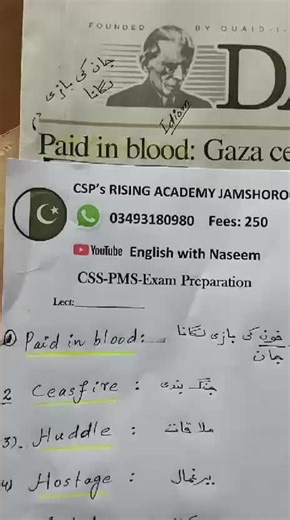 FOUNDED BY QUAID-I-
جان کی بازی
لگانا
Idiom
DA
Paid in blood: Gaza ce
CSP's RISING ACADEMY JAMSHORO
03493180980 Fees: 250
YouTube English with Naseem
CSS-PMS-Exam Preparation
Lect:
① Paid in blood: خون کی بازی لگانا
جان
2 Ceasefire : جنگ بندی
3). Huddle : ملاقات
4) Hostage : یرغمال